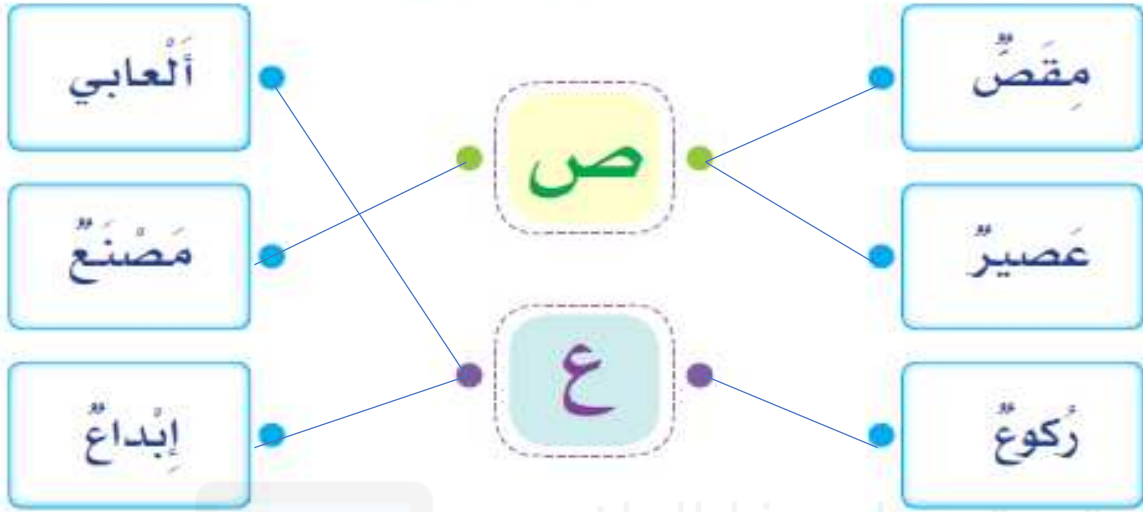 مِقَصٌّ
عَصيرٌ
رُكوعٌ
ص
ع
أَلْعابي
مَصْنَعٌ
إِبْداعٌ